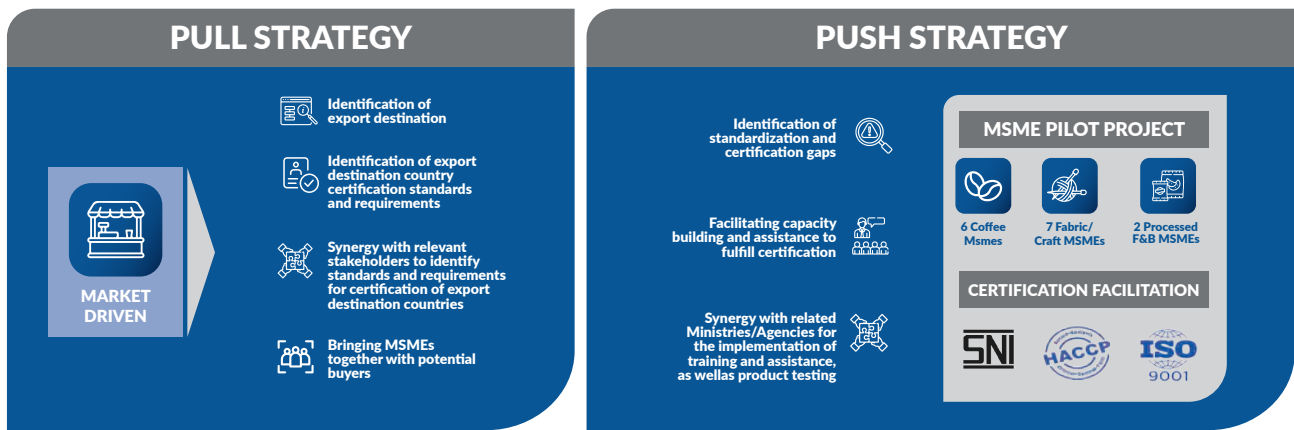 PULL STRATEGY
MARKET
DRIVEN
Identification of
export destination
Identification of export
destination country
certification standards
and requirements
Synergy with relevant
stakeholders to identify
standards and requirements
for certification of export
destination countries
Bringing MSMEs
together with potential
buyers
PUSH STRATEGY
Identification of
standardization and
certification gaps
Facilitating capacity
building and assistance to
fulfill certification
Synergy with related
Ministries/Agencies for
the implementation of
training and assistance,
as wellas product testing
MSME PILOT PROJECT
6 Coffee
Msmes
7 Fabric/
Craft MSMEs
2 Processed
F&B MSMEs
CERTIFICATION FACILITATION
SNI
HACCP
ISO
9001